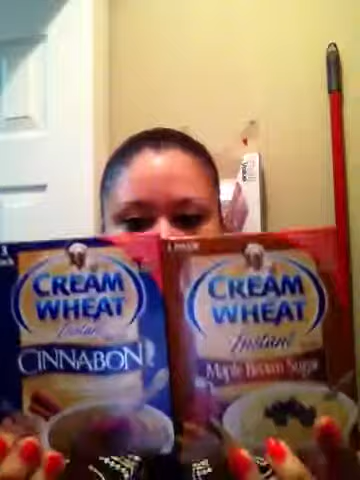 CREAM
WHEAT
Instant
CINNABON
CREAM
WHEAT
Instant
Maple Brown Sugar